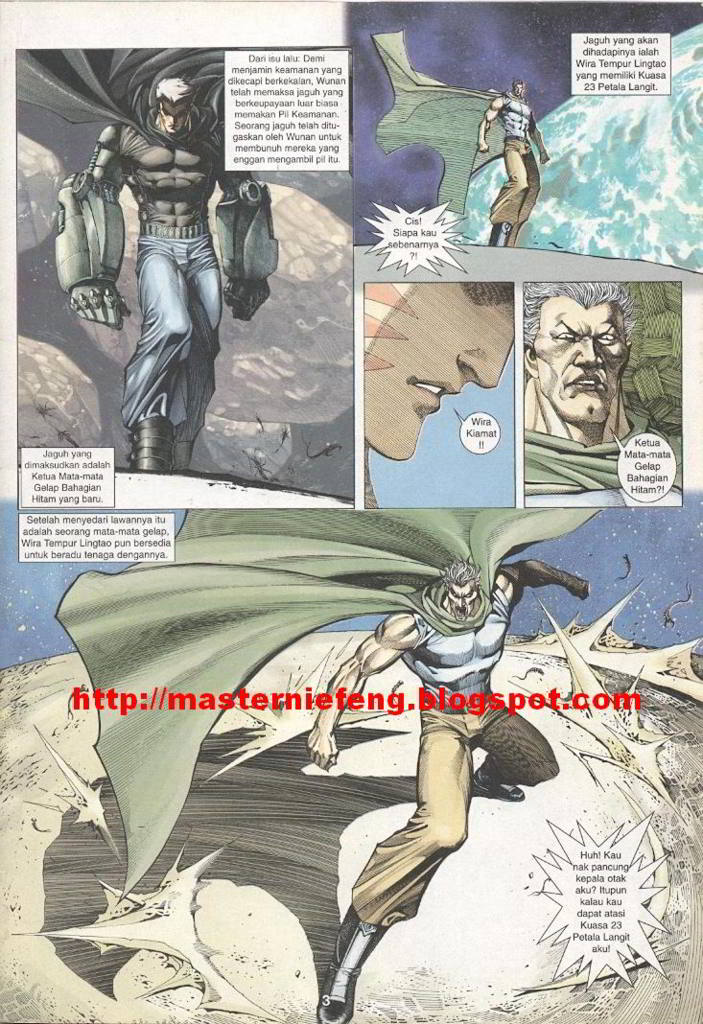 Dari isu lalu: Demi
menjamin keamanan yang
dikecapi berkekalan, Wunan
telah memaksa jaguh yang
berkeupayaan luar biasa
memakan Pil Keamanan.
Seorang jaguh telah ditu-
gaskan oleh Wunan untuk
membunuh mereka yang
enggan mengambil pil itu.
Jaguh yang
dimaksudkan adalah
Ketua Mata-mata
Gelap Bahagian
Hitam yang baru.
Jaguh yang akan
dihadapinya ialah
Wira Tempur Lingtao
yang memiliki Kuasa
23 Petala Langit.
Cis!
Siapa kau
sebenarnya
?!
Wira
Kiamat
!!
Ketua
Mata-mata
Gelap
Bahagian
Hitam?!
Setelah menyedari lawannya itu
adalah seorang mata-mata gelap,
Wira Tempur Lingtao pun bersedia
untuk beradu tenaga dengannya.
http://masterniefeng.blogspot.com
Huh! Kau
nak pancung
kepala otak
aku? Itupun
kalau kau
dapat atasi
Kuasa 23
Petala Langit
aku!
3